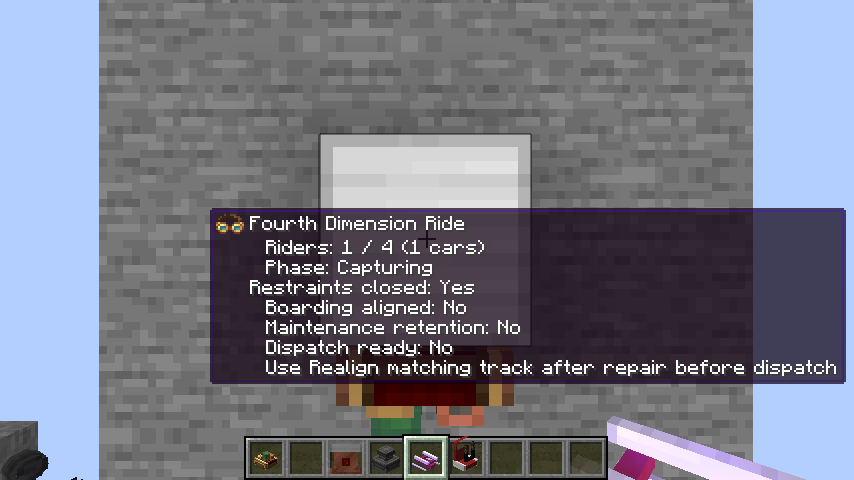 Fourth Dimension Ride
Riders: 1 / 4 (1 cars)
Phase: Capturing
Restraints closed: Yes
Boarding aligned: No
Maintenance retention: No
Dispatch ready: No
Use Realign matching track after repair before dispatch